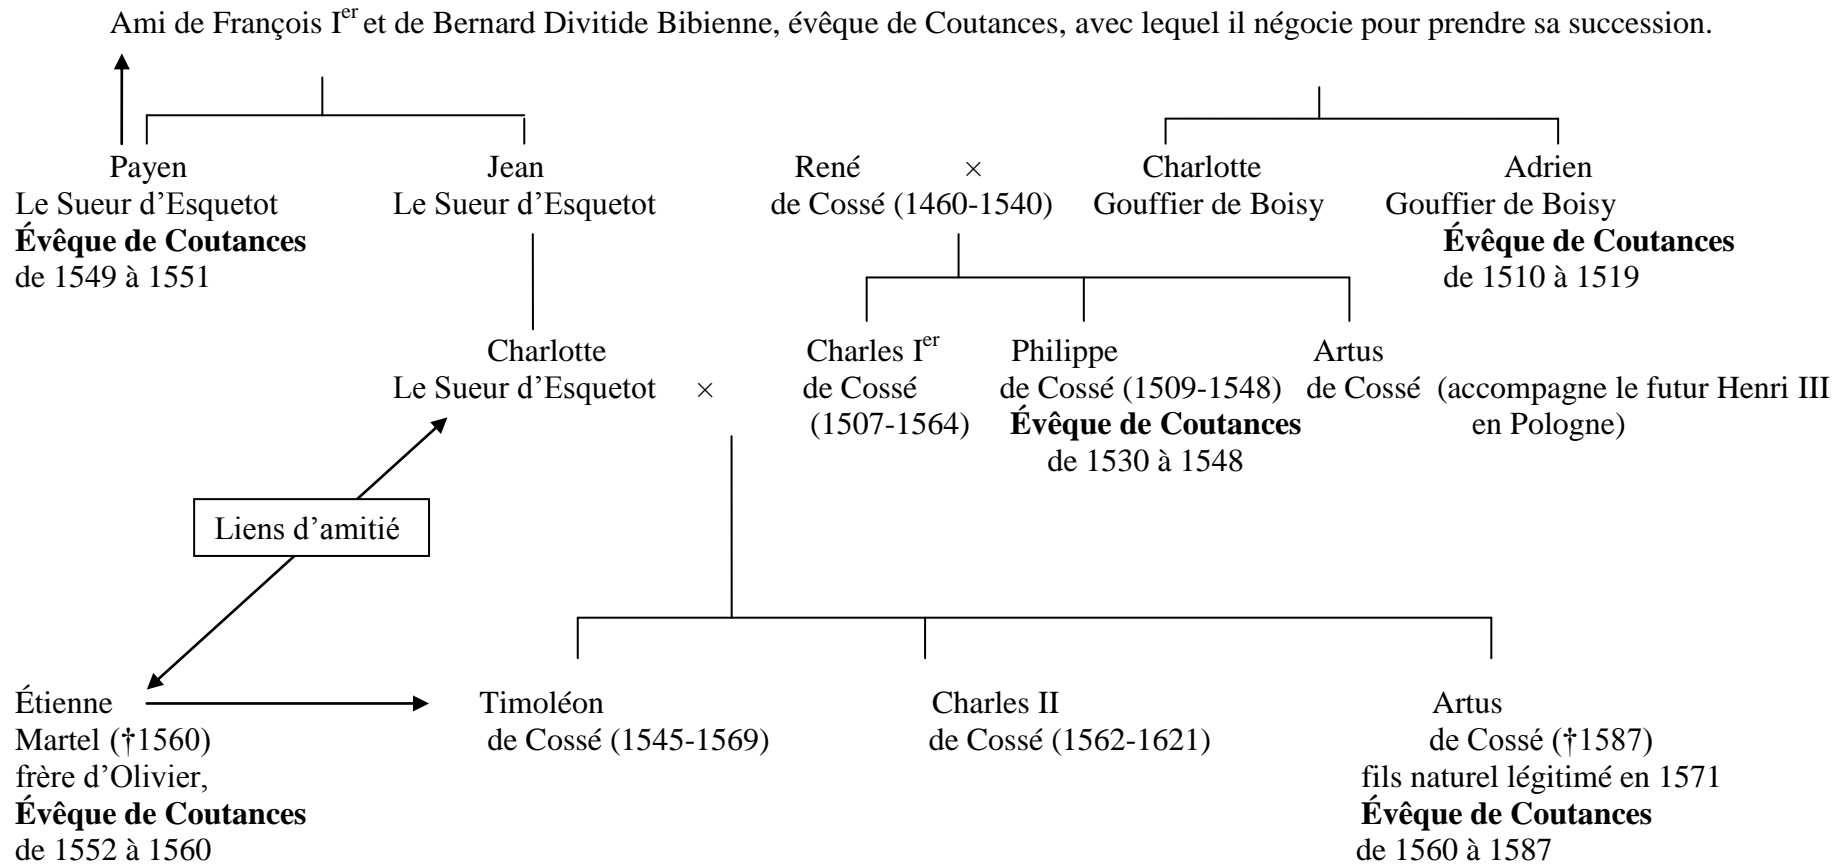 Ami de François Ier et de Bernard Divitide Bibienne, évêque de Coutances, avec lequel il négocie pour prendre sa succession.
Payen
Le Sueur d’Esquetot
Évêque de Coutances
de 1549 à 1551
Jean
Le Sueur d’Esquetot
René
de Cossé (1460-1540)
×
Charlotte
Gouffier de Boisy
Adrien
Gouffier de Boisy
Évêque de Coutances
de 1510 à 1519
Charlotte
Le Sueur d’Esquetot
×
Charles Ier
de Cossé
(1507-1564)
Philippe
de Cossé (1509-1548)
Évêque de Coutances
de 1530 à 1548
Artus
de Cossé (accompagne le futur Henri III
en Pologne)
Liens d’amitié
Étienne
Martel (†1560)
frère d’Olivier,
Évêque de Coutances
de 1552 à 1560
Timoléon
de Cossé (1545-1569)
Charles II
de Cossé (1562-1621)
Artus
de Cossé (†1587)
fils naturel légitimé en 1571
Évêque de Coutances
de 1560 à 1587